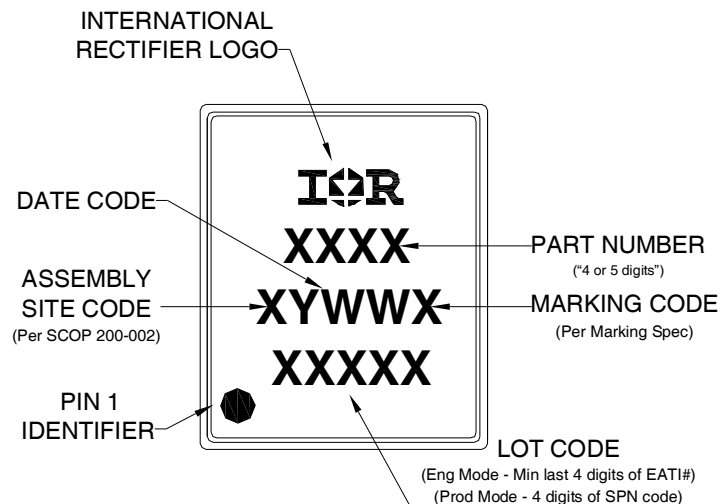 INTERNATIONAL
RECTIFIER LOGO
IOR
DATE CODE
XXXX
PART NUMBER
(“4 or 5 digits”)
ASSEMBLY
SITE CODE
(Per SCOP 200-002)
XYWWX
MARKING CODE
(Per Marking Spec)
XXXXX
PIN 1
IDENTIFIER
LOT CODE
(Eng Mode - Min last 4 digits of EATI#)
(Prod Mode - 4 digits of SPN code)